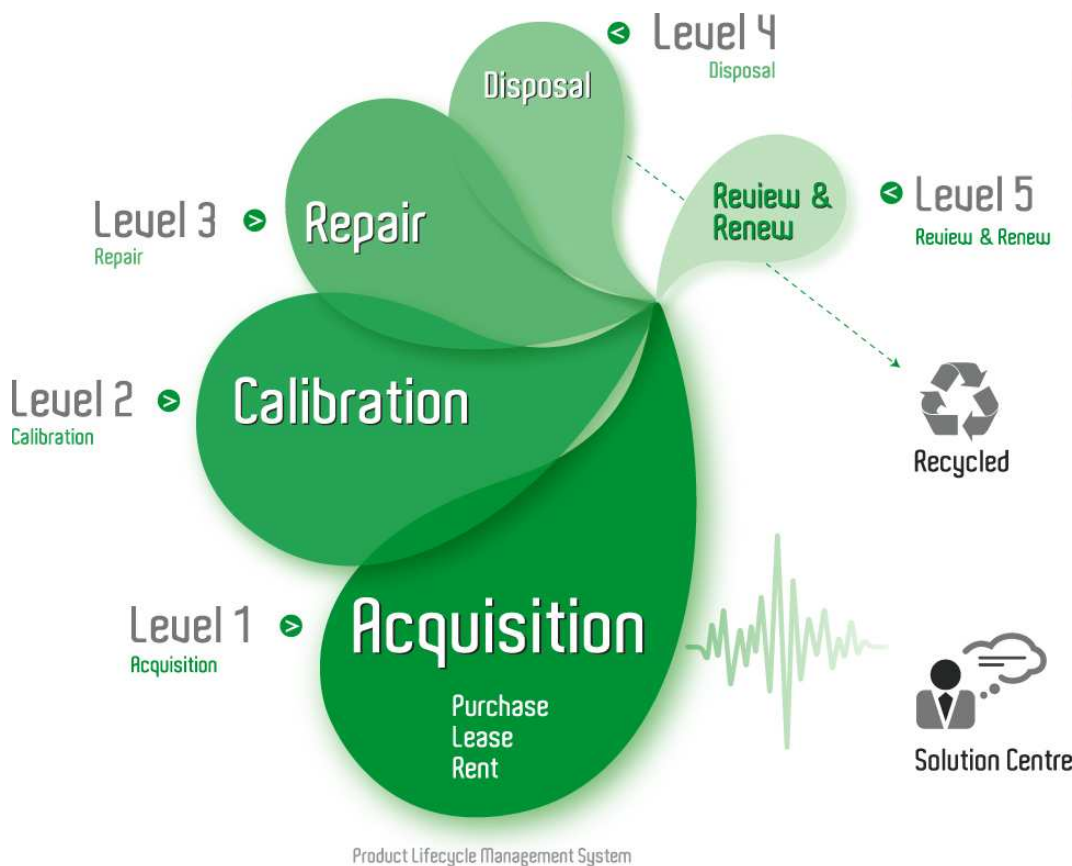 Level 4
Disposal
Disposal
Review &
Renew
Level 5
Review & Renew
Level 3
Repair
Repair
Level 2
Calibration
Calibration
Recycled
Level 1
Acquisition
Acquisition
Purchase
Lease
Rent
Solution Centre
Product Lifecycle Management System